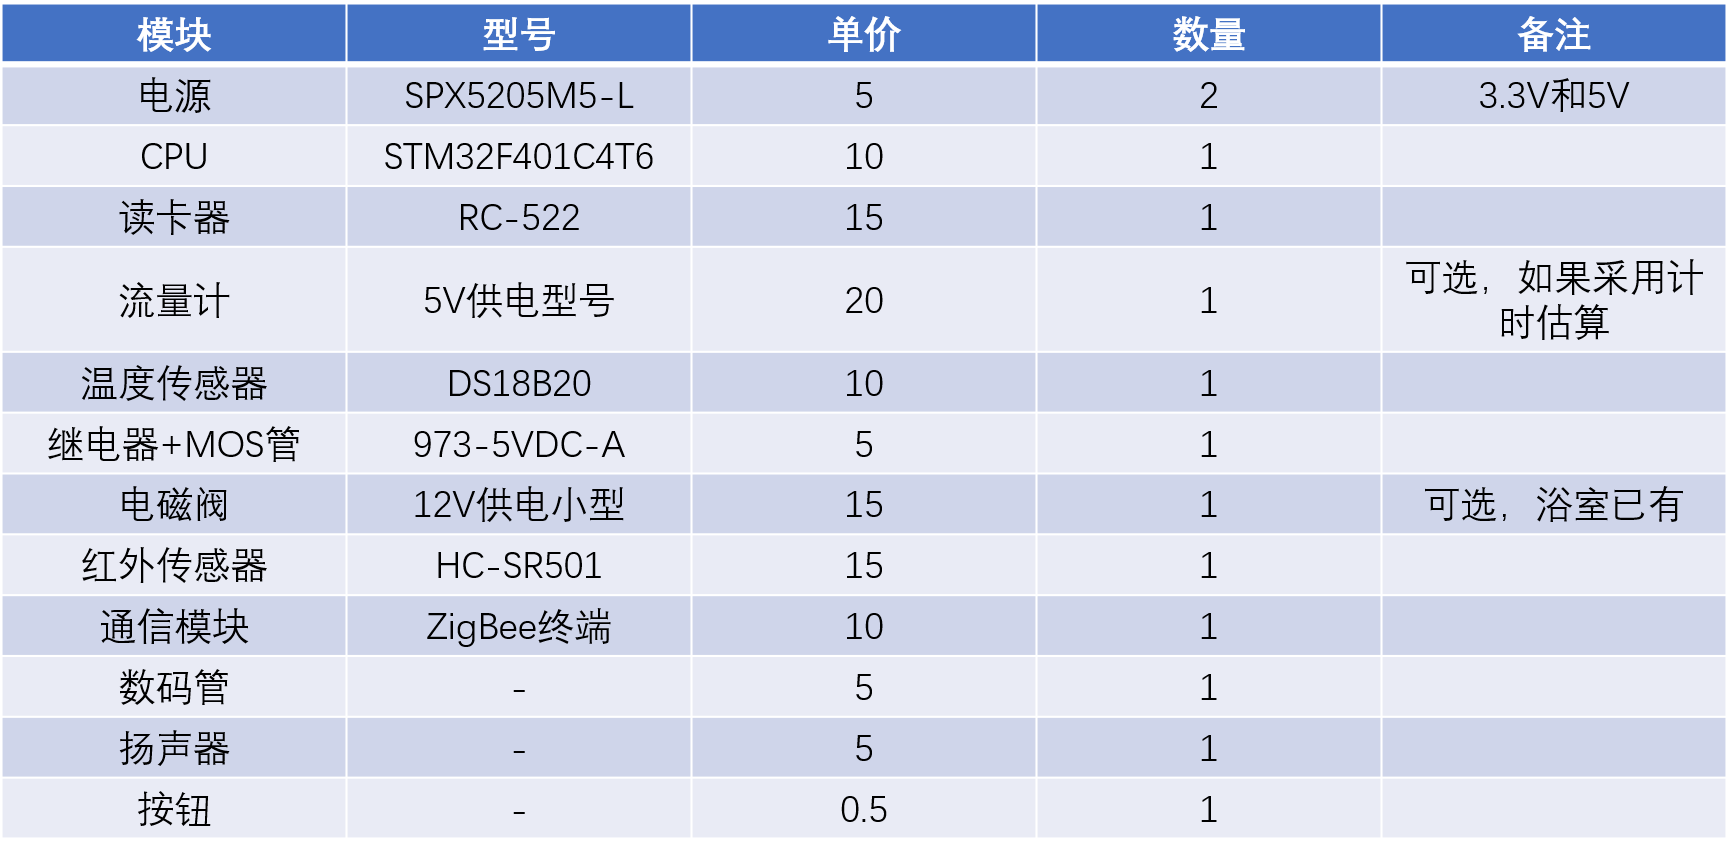 模块 型号 单价 数量 备注
电源 SPX5205M5-L 5 2 3.3V和5V
CPU STM32F401C4T6 10 1
读卡器 RC-522 15 1
流量计 5V供电型号 20 1 可选，如果采用计
时估算
温度传感器 DS18B20 10 1
继电器+MOS管 973-5VDC-A 5 1
电磁阀 12V供电小型 15 1 可选，浴室已有
红外传感器 HC-SR501 15 1
通信模块 ZigBee终端 10 1
数码管 - 5 1
扬声器 - 5 1
按钮 - 0.5 1